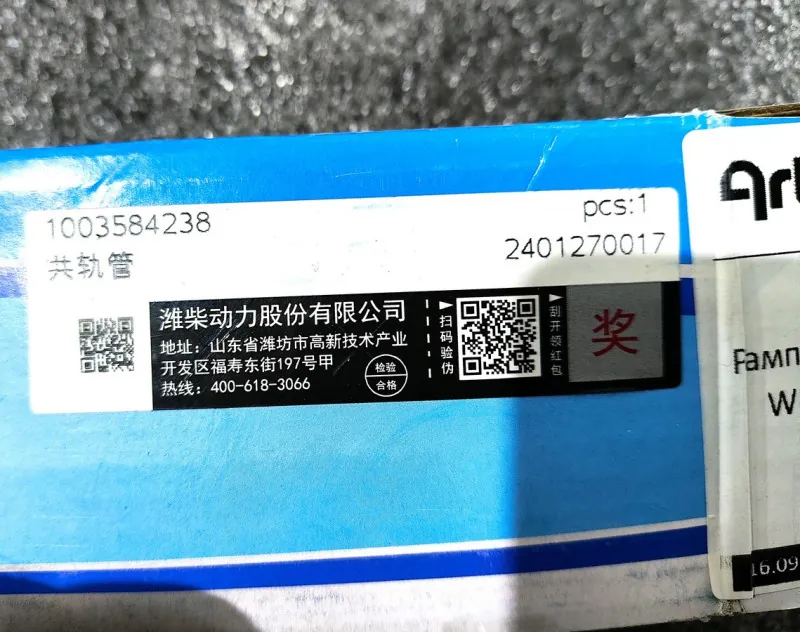 1003584238
pcs:1
共轨管
2401270017
潍柴动力股份有限公司
地址：山东省潍坊市高新技术产业
开发区福寿东街197号甲
热线：400-618-3066
检验
合格
扫码验伪
刮开领红包
奖
W
16.09